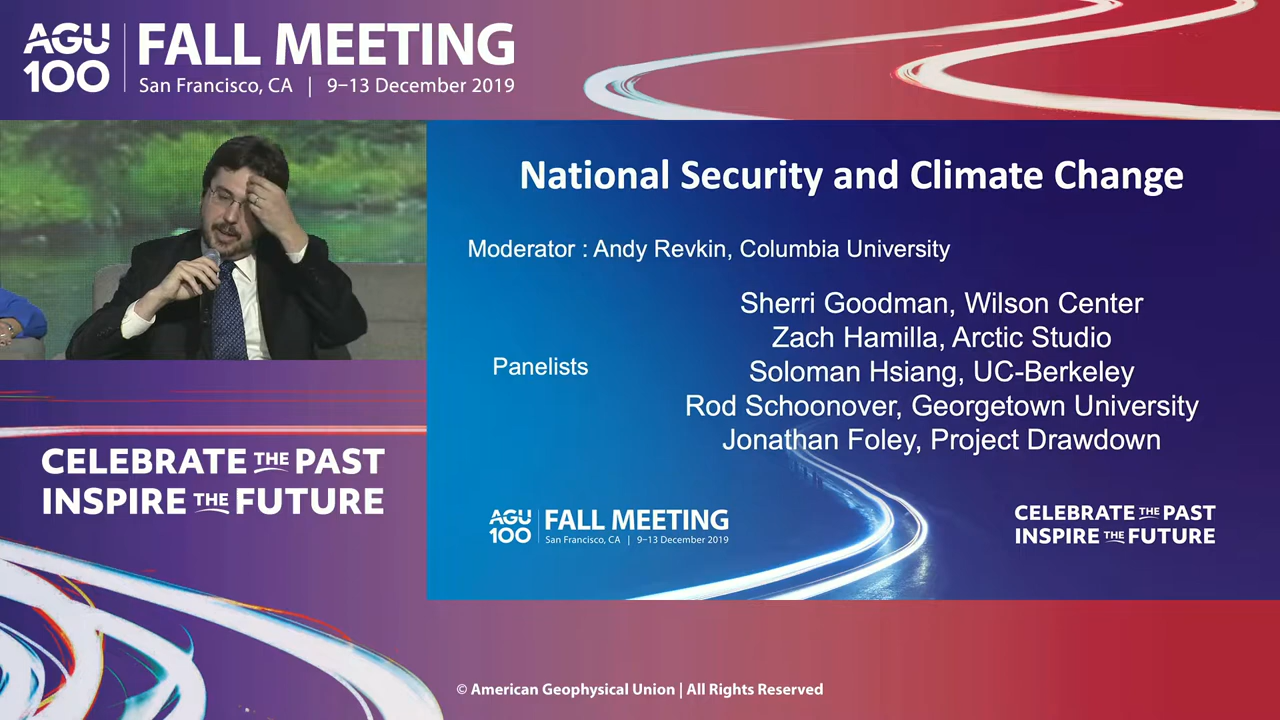 AGU 100 | FALL MEETING
San Francisco, CA | 9–13 December 2019
National Security and Climate Change
Moderator : Andy Revkin, Columbia University
Panelists
Sherri Goodman, Wilson Center
Zach Hamilla, Arctic Studio
Soloman Hsiang, UC-Berkeley
Rod Schoonover, Georgetown University
Jonathan Foley, Project Drawdown
CELEBRATE THE PAST
INSPIRE THE FUTURE
AGU 100 | FALL MEETING
San Francisco, CA | 9–13 December 2019
CELEBRATE THE PAST
INSPIRE THE FUTURE
© American Geophysical Union | All Rights Reserved